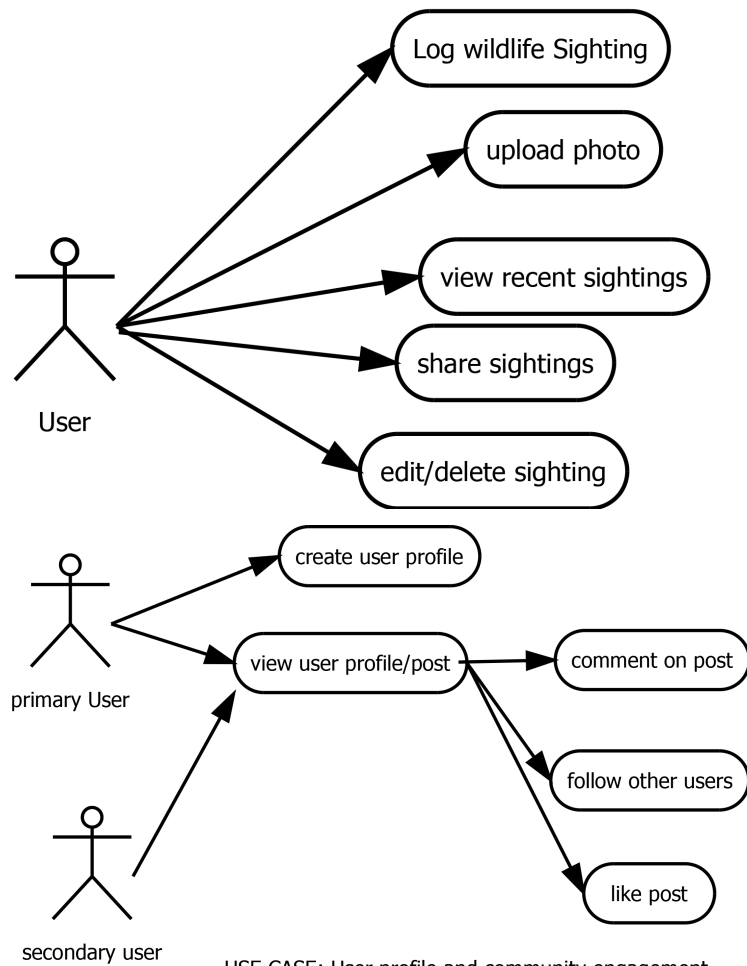 Log wildlife Sighting
upload photo
view recent sightings
share sightings
edit/delete sighting
User
create user profile
view user profile/post
comment on post
primary User
follow other users
like post
secondary user
USE CASE: User profile and community engagement